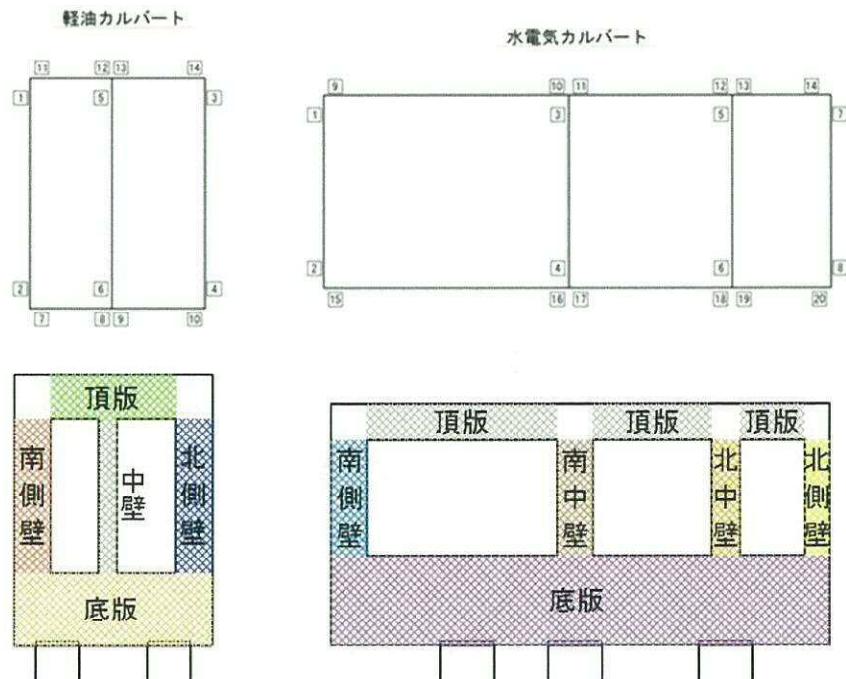 軽油カルバート
水電気カルバート
11 12 13 14
1 5 3
2 6 4
7 8 9 10
9 10 11 12 13 14
1 3 5 7
2 4 6 8
15 16 17 18 19 20
頂版
南側壁
中壁
北側壁
底版
頂版 頂版 頂版
南側壁
南中壁
北中壁
北側壁
底版